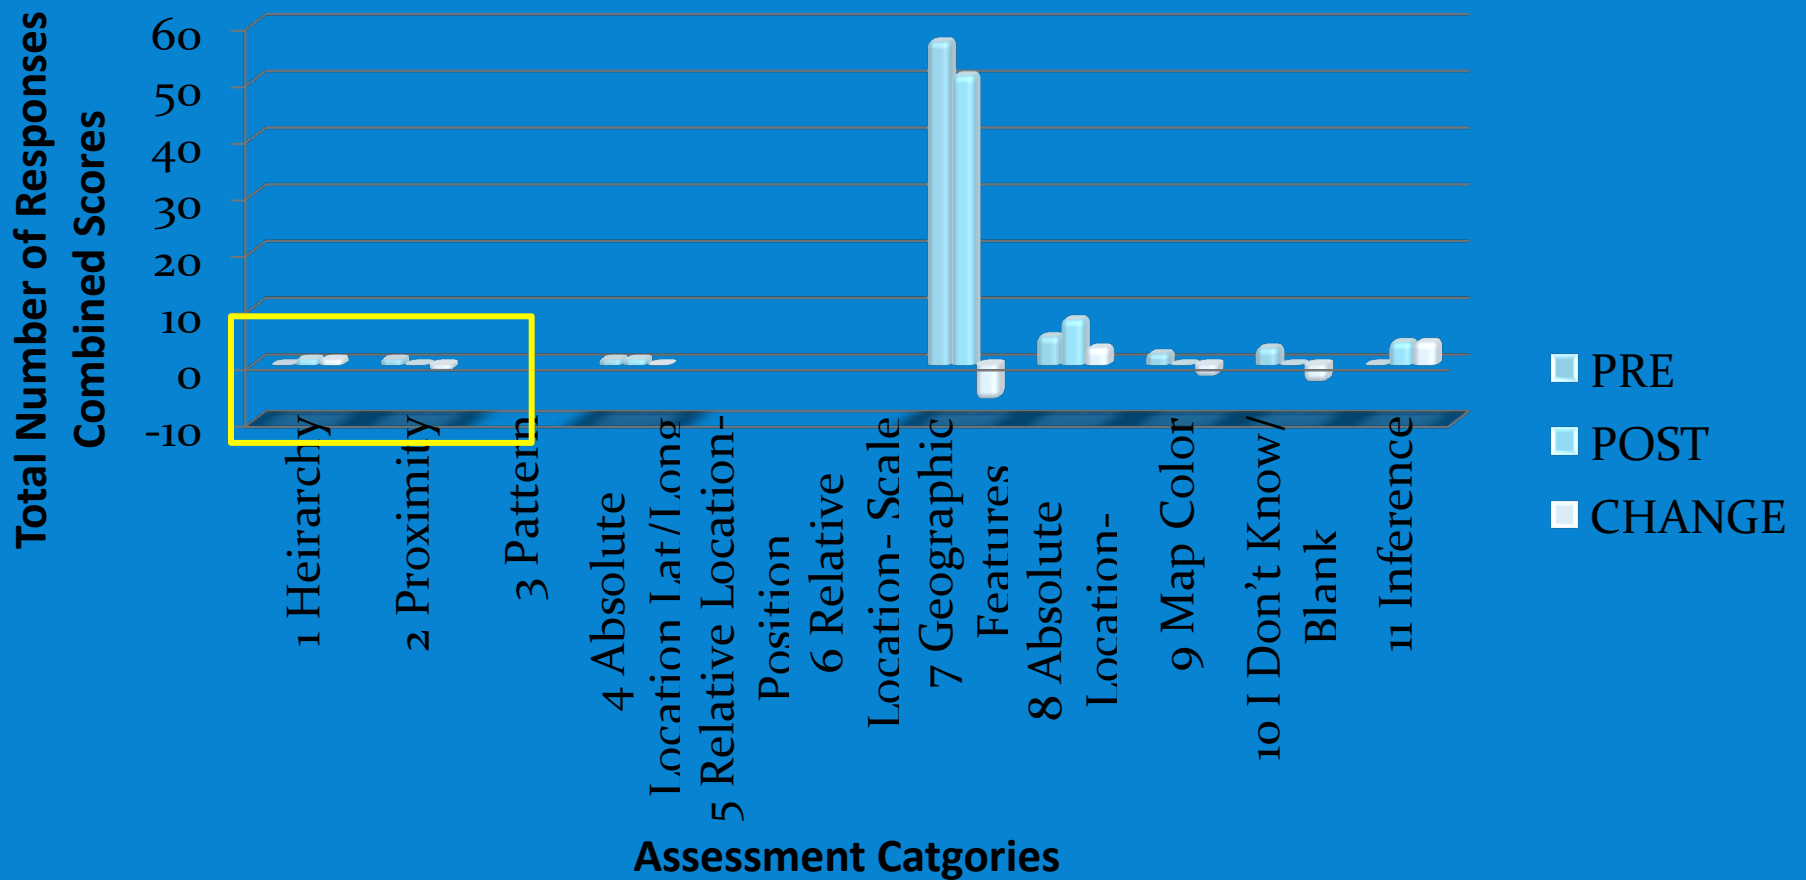 Total Number of Responses
Combined Scores
60
50
40
30
20
10
0
-10
1 Heirarchy
2 Proximity
3 Pattern
4 Absolute
Location Lat/Long
5 Relative Location-
Position
6 Relative
Location- Scale
7 Geographic
Features
8 Absolute
Location-
9 Map Color
10 I Don't Know/
Blank
11 Inference
Assessment Catgories
PRE
POST
CHANGE